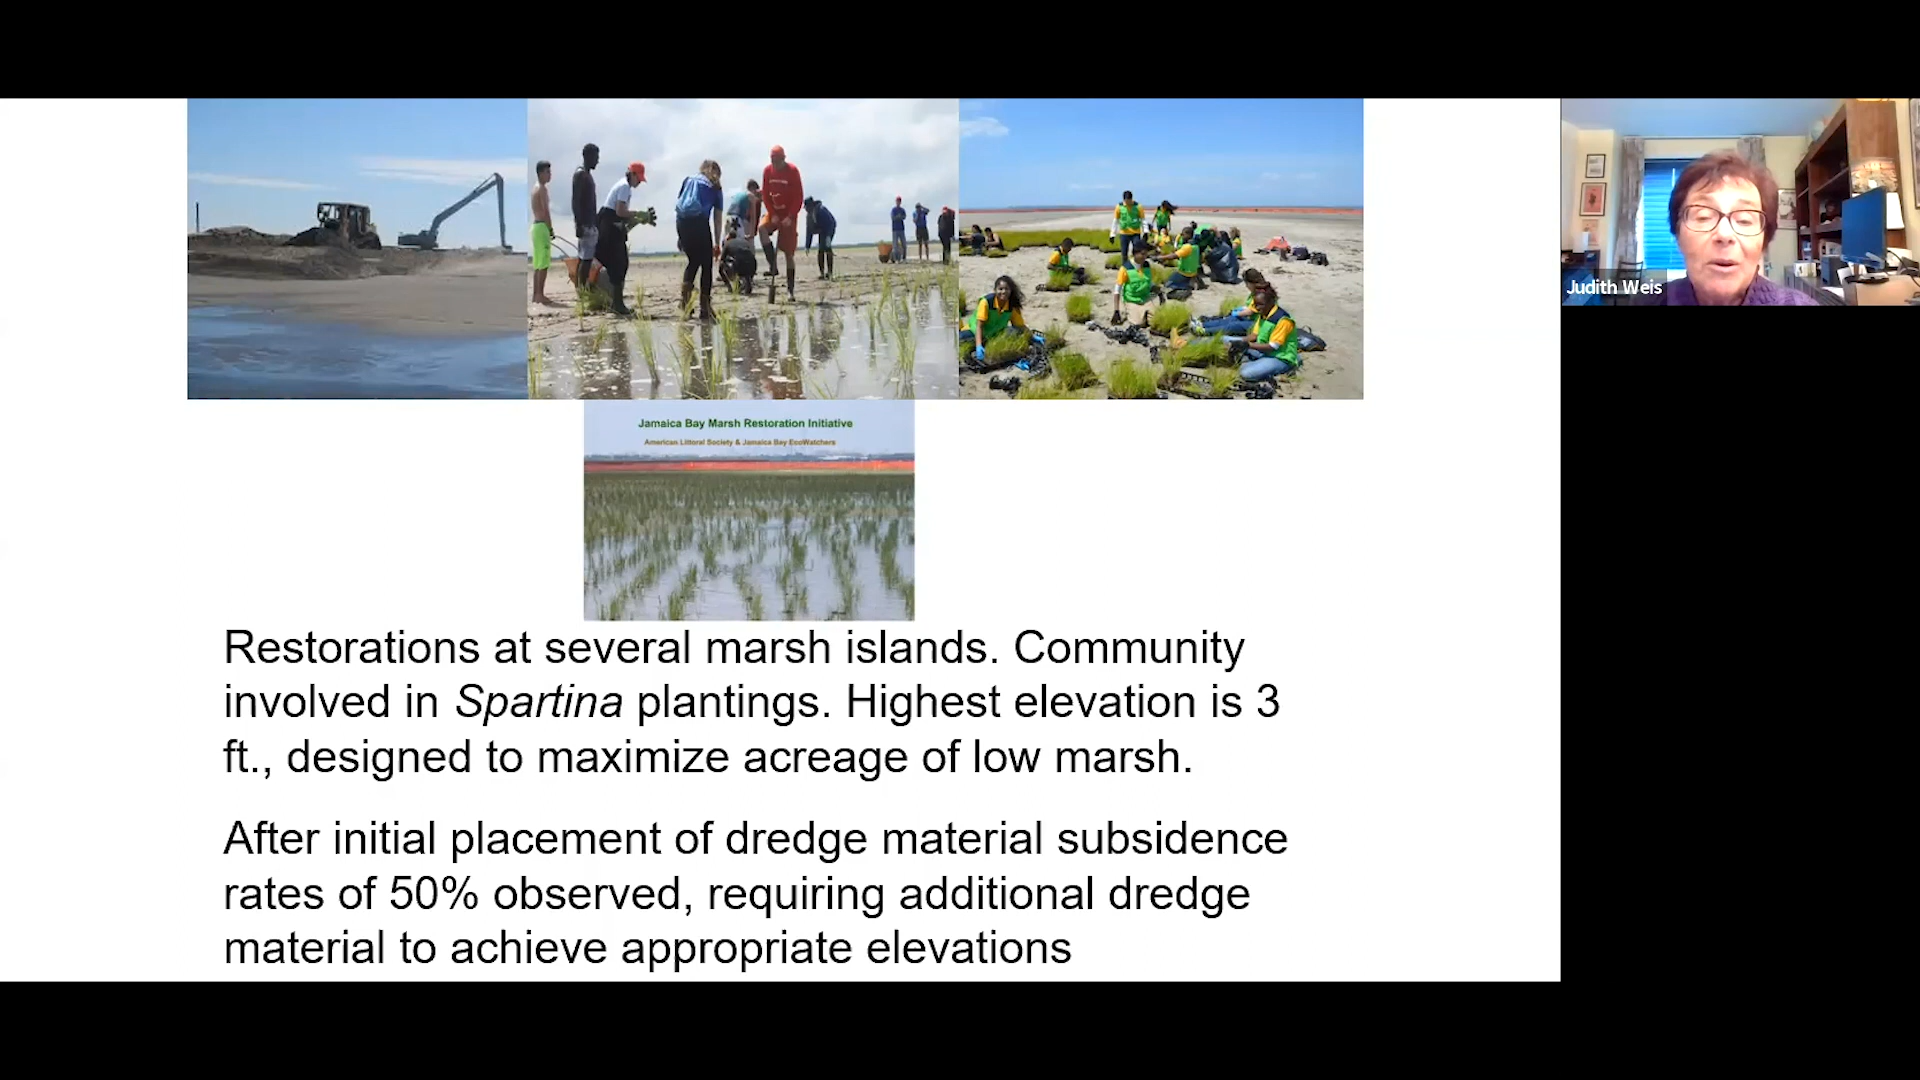 Judith Weis
Jamaica Bay Marsh Restoration Initiative
American Littoral Society & Jamaica Bay EcoWatchers
Restorations at several marsh islands. Community
involved in Spartina plantings. Highest elevation is 3
ft., designed to maximize acreage of low marsh.
After initial placement of dredge material subsidence
rates of 50% observed, requiring additional dredge
material to achieve appropriate elevations